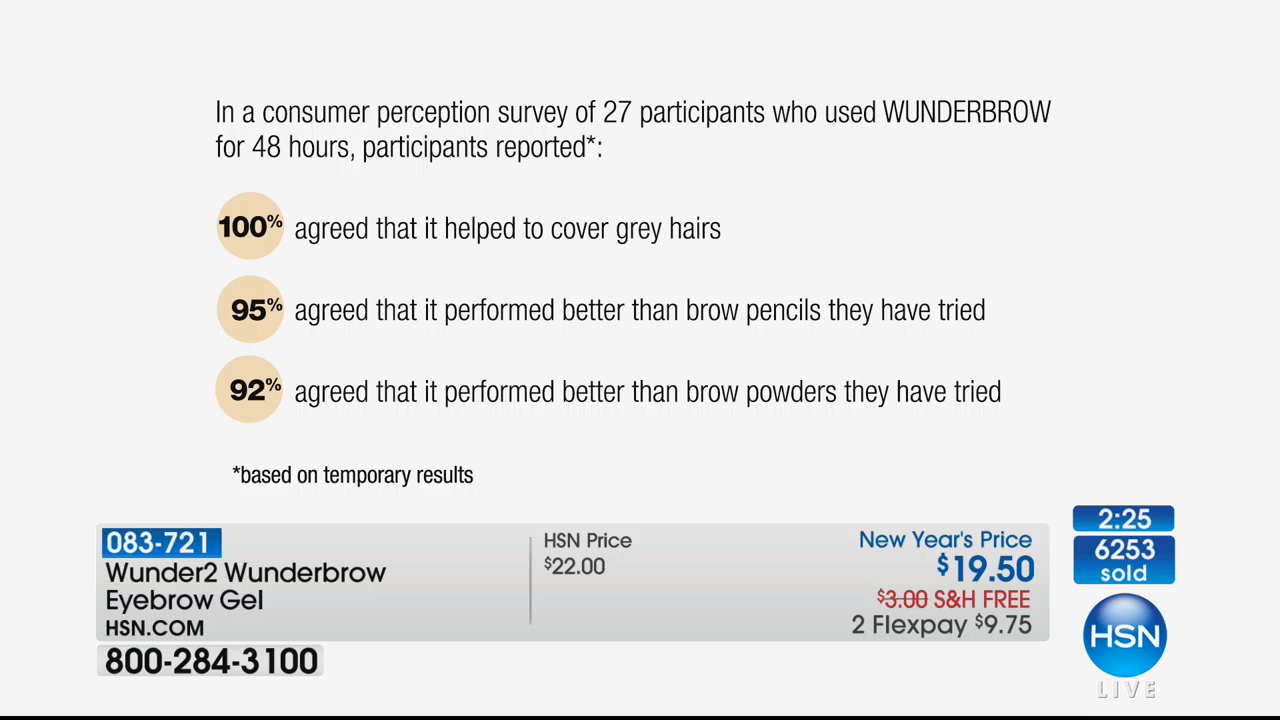 In a consumer perception survey of 27 participants who used WUNDERBROW
for 48 hours, participants reported*:
100% agreed that it helped to cover grey hairs
95% agreed that it performed better than brow pencils they have tried
92% agreed that it performed better than brow powders they have tried
*based on temporary results
083-721
Wunder2 Wunderbrow
Eyebrow Gel
HSN.COM
800-284-3100
HSN Price
$22.00
New Year's Price
$19.50
$3.00 S&H FREE
2 Flexpay $9.75
2:25
6253
sold
HSN
LIVE